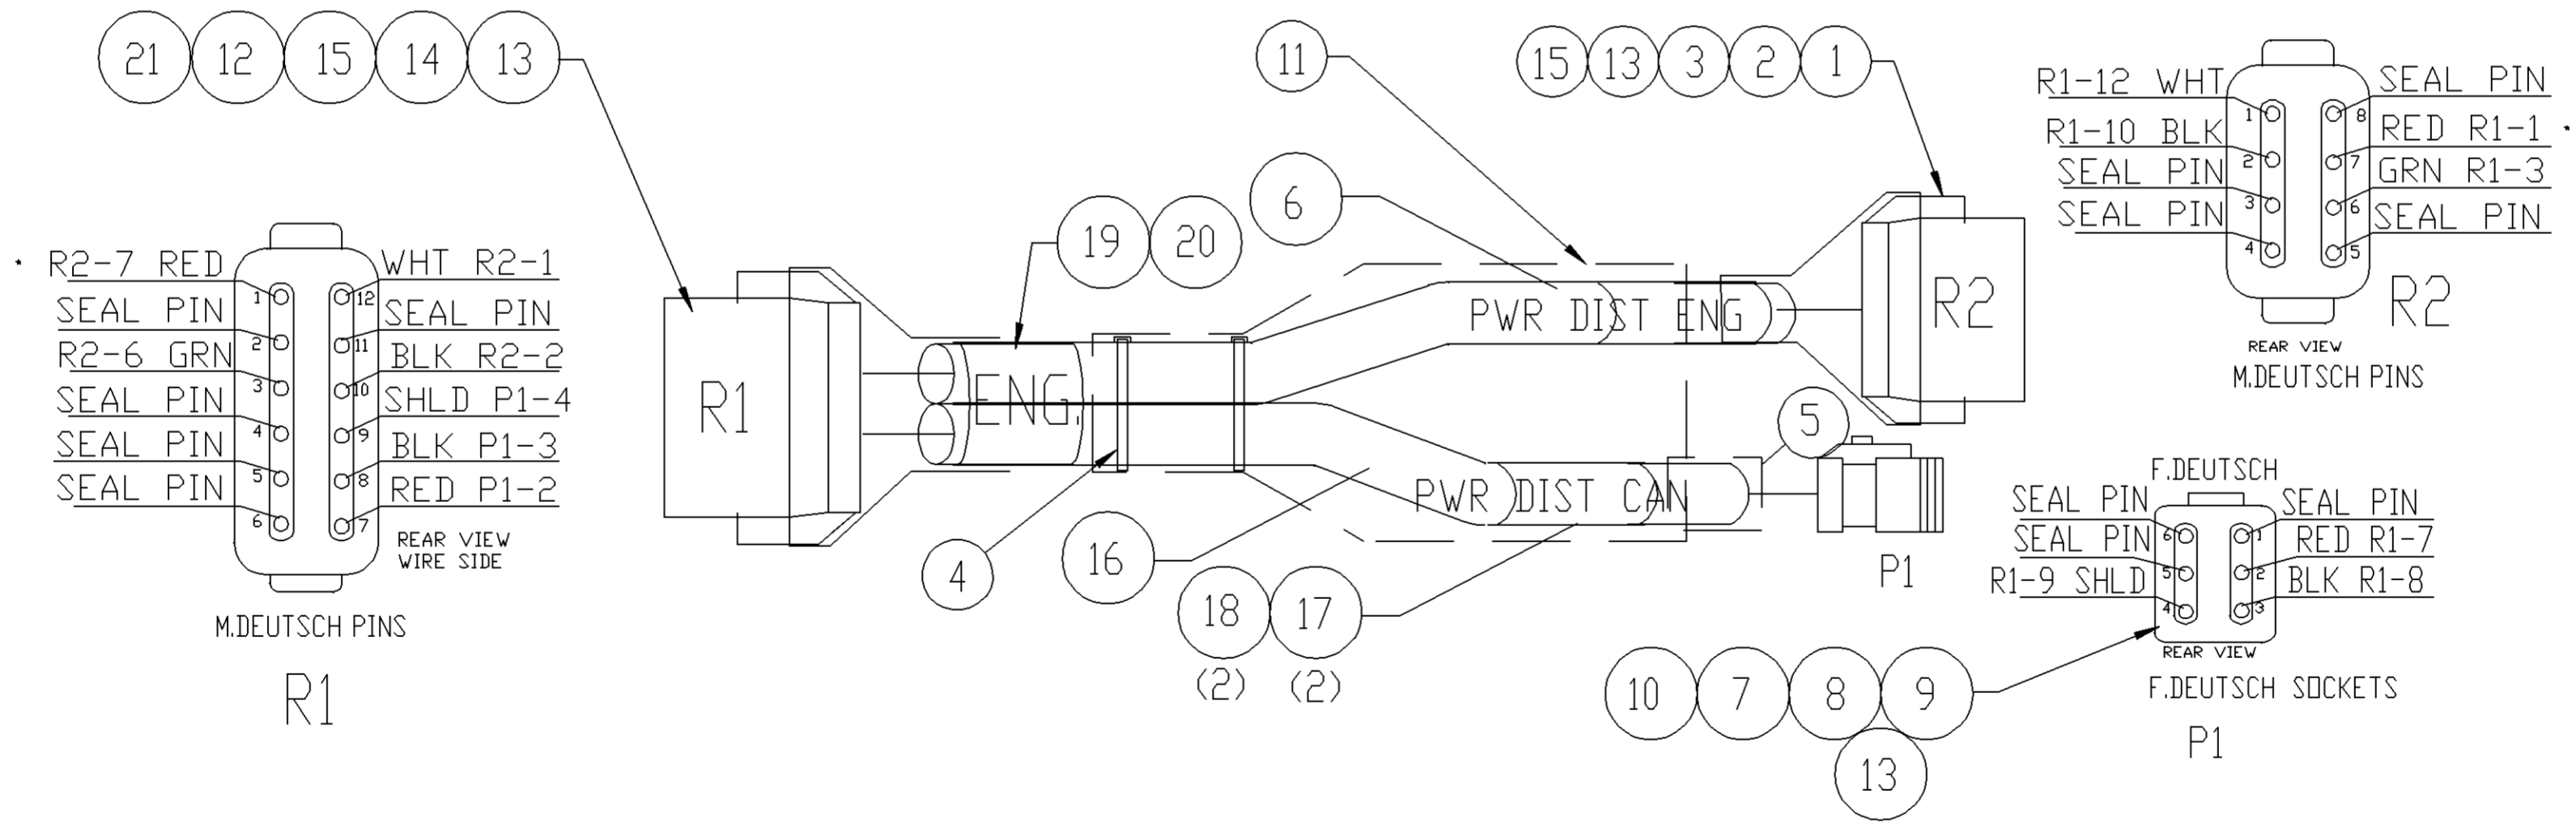 21 12 15 14 13
11
15 13 3 2 1
6
19 20
R2-7 RED
SEAL PIN
R2-6 GRN
SEAL PIN
SEAL PIN
SEAL PIN
1
2
3
4
5
6
12
11
10
9
8
7
WHT R2-1
SEAL PIN
BLK R2-2
SHLD P1-4
BLK P1-3
RED P1-2
REAR VIEW
WIRE SIDE
M.DEUTSCH PINS
R1
R1
ENG.
PWR DIST ENG
R2
PWR DIST CAN
5
4
16
18 17
(2) (2)
P1
R1-12 WHT
R1-10 BLK
SEAL PIN
SEAL PIN
1
2
3
4
8
7
6
5
SEAL PIN
RED R1-1
GRN R1-3
SEAL PIN
R2
REAR VIEW
M.DEUTSCH PINS
F.DEUTSCH
SEAL PIN
SEAL PIN
R1-9 SHLD
6
5
4
1
2
3
SEAL PIN
RED R1-7
BLK R1-8
REAR VIEW
F.DEUTSCH SOCKETS
P1
10 7 8 9
13